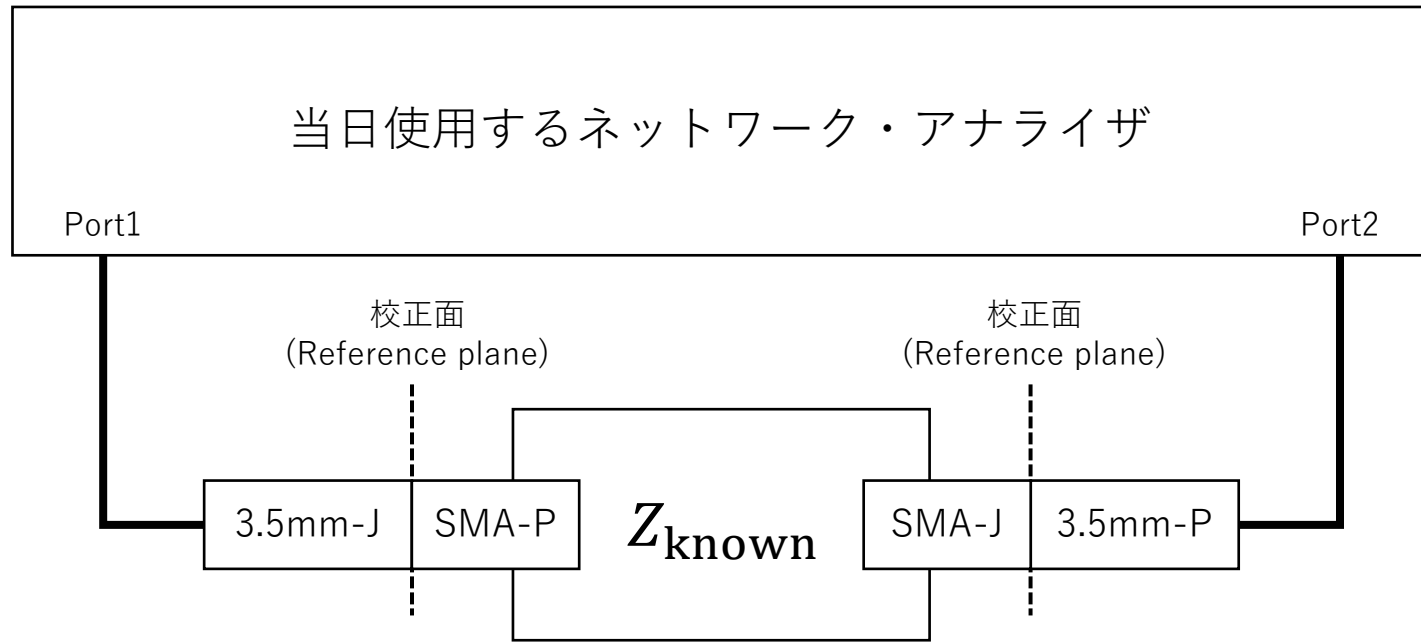 当日使用するネットワーク・アナライザ
Port1
Port2
校正面
(Reference plane)
校正面
(Reference plane)
3.5mm-J
SMA-P
Zknown
SMA-J
3.5mm-P